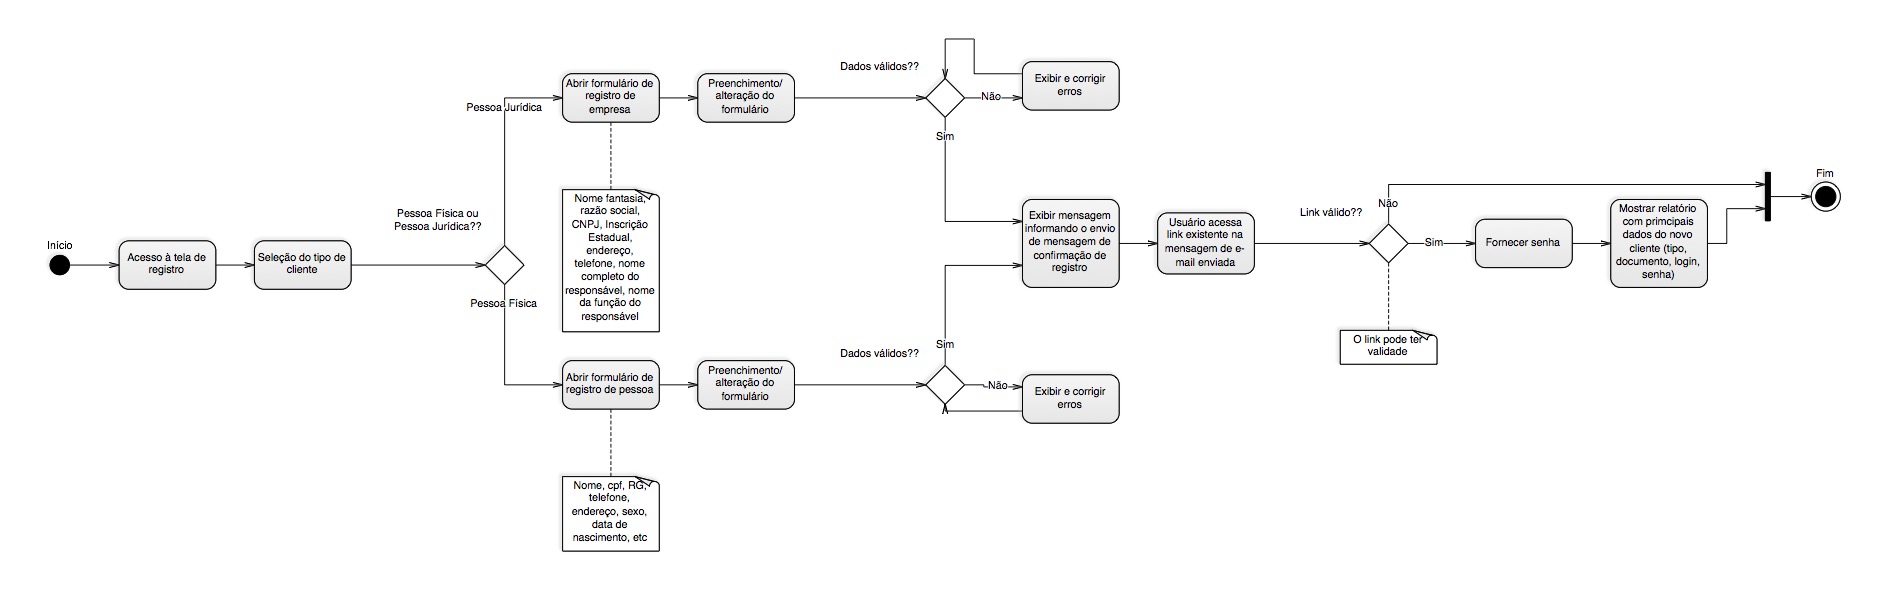 Início
Acesso à tela de
registro
Seleção do tipo de
cliente
Pessoa Física ou
Pessoa Jurídica??
Pessoa Jurídica
Pessoa Física
Abrir formulário de
registro de
empresa
Preenchimento/
alteração do
formulário
Dados válidos??
Não
Exibir e corrigir
erros
Sim
Nome fantasia,
razão social,
CNPJ, Inscrição
Estadual,
endereço,
telefone, nome
completo do
responsável, nome
da função do
responsável
Abrir formulário de
registro de pessoa
Preenchimento/
alteração do
formulário
Dados válidos??
Sim
Não
Exibir e corrigir
erros
Nome, cpf, RG,
telefone,
endereço, sexo,
data de
nascimento, etc
Exibir mensagem
informando o envio
de mensagem de
confirmação de
registro
Usuário acessa
link existente na
mensagem de e-
mail enviada
Link válido??
Não
Sim
O link pode ter
validade
Fornecer senha
Mostrar relatório
com principais
dados do novo
cliente (tipo,
documento, login,
senha)
Fim